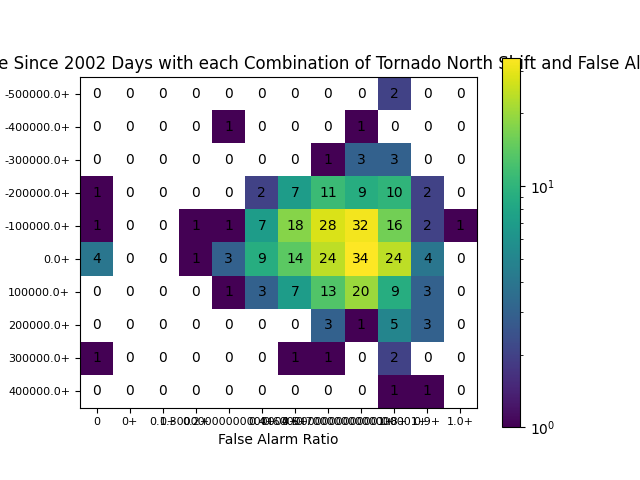 e Since 2002 Days with each Combination of Tornado North Shift and False Al
-500000.0+ 0 0 0 0 0 0 0 0 0 2 0 0
-400000.0+ 0 0 0 0 1 0 0 0 1 0 0 0
-300000.0+ 0 0 0 0 0 0 0 1 3 3 0 0
-200000.0+ 1 0 0 0 0 2 7 11 9 10 2 0
-100000.0+ 1 0 0 1 1 7 18 28 32 16 2 1
0.0+ 4 0 0 1 3 9 14 24 34 24 4 0
100000.0+ 0 0 0 0 1 3 7 13 20 9 3 0
200000.0+ 0 0 0 0 0 0 0 3 1 5 3 0
300000.0+ 1 0 0 0 0 0 1 1 0 2 0 0
400000.0+ 0 0 0 0 0 0 0 0 0 1 1 0
0 0+ 1.0+
False Alarm Ratio
10¹
10⁰